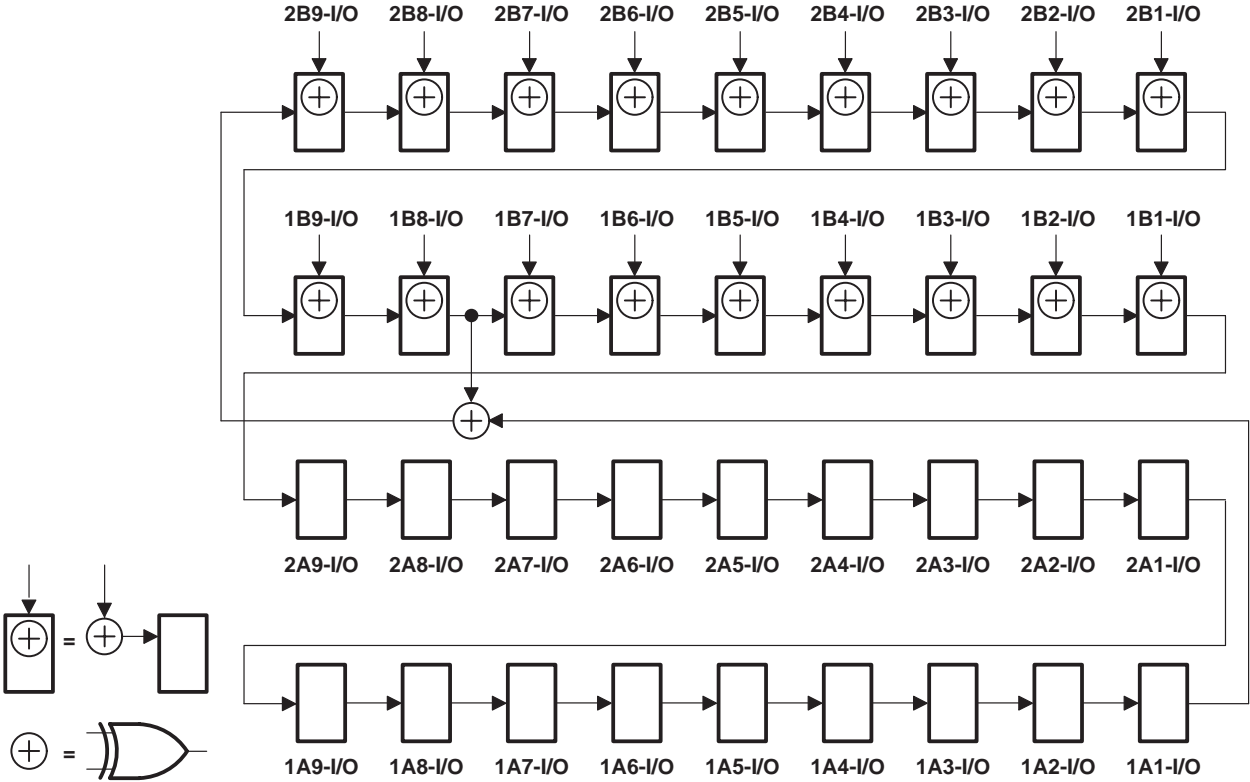 2B9-I/O 2B8-I/O 2B7-I/O 2B6-I/O 2B5-I/O 2B4-I/O 2B3-I/O 2B2-I/O 2B1-I/O
1B9-I/O 1B8-I/O 1B7-I/O 1B6-I/O 1B5-I/O 1B4-I/O 1B3-I/O 1B2-I/O 1B1-I/O
2A9-I/O 2A8-I/O 2A7-I/O 2A6-I/O 2A5-I/O 2A4-I/O 2A3-I/O 2A2-I/O 2A1-I/O
=
=
1A9-I/O 1A8-I/O 1A7-I/O 1A6-I/O 1A5-I/O 1A4-I/O 1A3-I/O 1A2-I/O 1A1-I/O